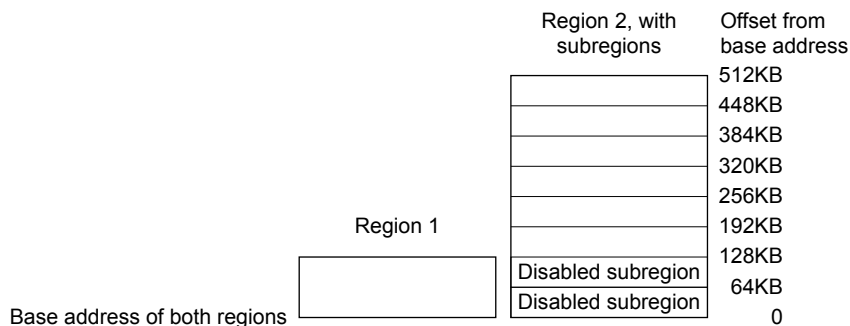 Region 2, with
subregions
Offset from
base address
512KB
448KB
384KB
320KB
256KB
192KB
Region 1
128KB
Disabled subregion
64KB
Disabled subregion
Base address of both regions
0